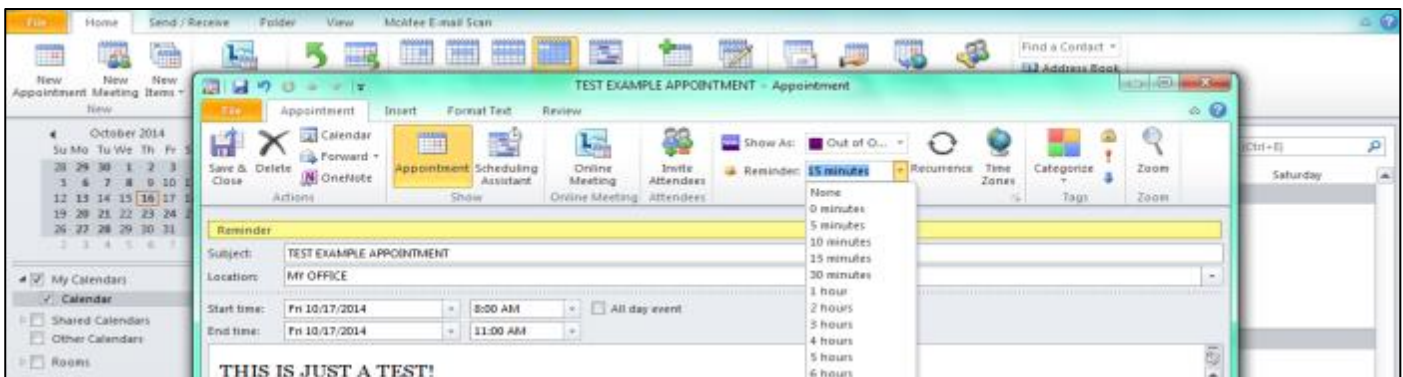 File Home Send / Receive Folder View McAfee E-mail Scan
Find a Contact
Address Book
New Appointment
New Meeting
New Items
New
TEST EXAMPLE APPOINTMENT - Appointment
File Appointment Insert Format Text Review
Save & Close
Delete
Calendar
Forward
OneNote
Actions
Appointment
Scheduling Assistant
Show
Online Meeting
Online Meeting
Invite Attendees
Attendees
Show As: Out of O...
Reminder: 15 minutes
Recurrence
Time Zones
Categorize
Tags
Zoom
Zoom
None
0 minutes
5 minutes
10 minutes
15 minutes
30 minutes
1 hour
2 hours
3 hours
4 hours
5 hours
6 hours
October 2014
Su Mo Tu We Th Fr S
28 29 30 1 2 3
5 6 7 8 9 10
12 13 14 15 16 17
19 20 21 22 23 24
26 27 28 29 30 31
2 3 4 5 6 7
My Calendars
Calendar
Shared Calendars
Other Calendars
Rooms
Reminder
Subject: TEST EXAMPLE APPOINTMENT
Location: MY OFFICE
Start time: Fri 10/17/2014 8:00 AM All day event
End time: Fri 10/17/2014 11:00 AM
THIS IS JUST A TEST!
(Ctrl+E)
Saturday